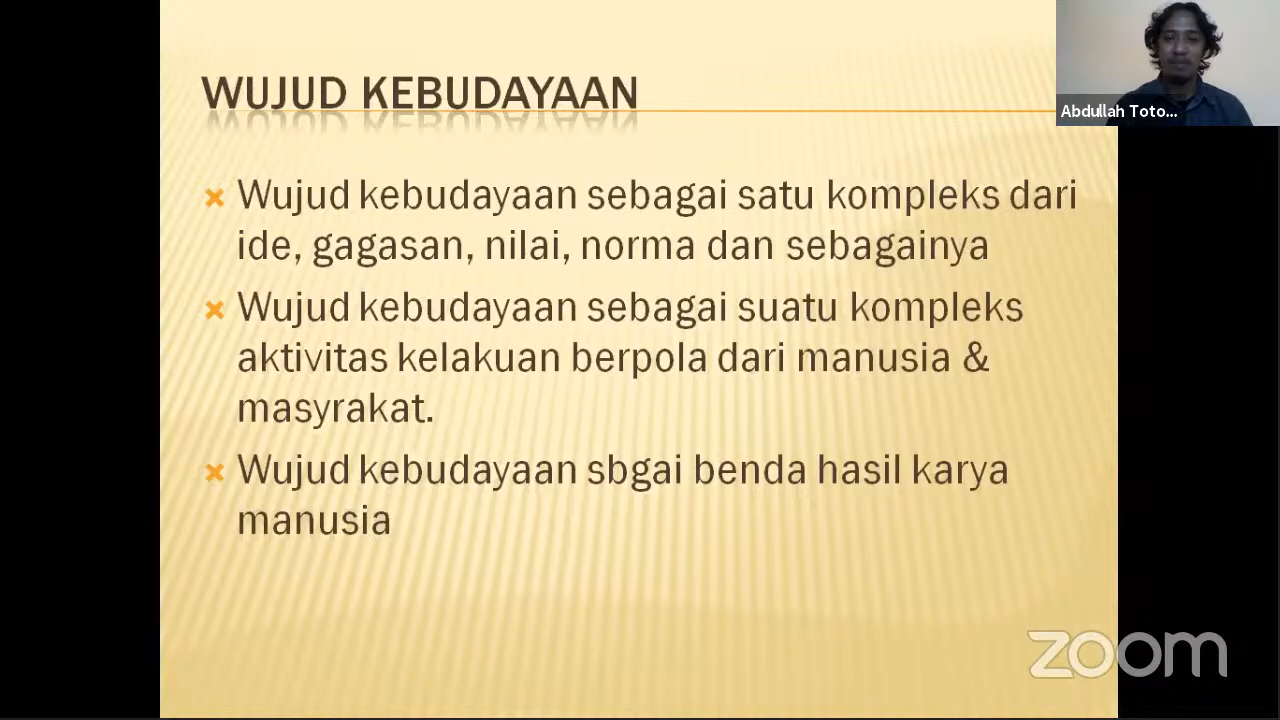 WUJUD KEBUDAYAAN
Wujud kebudayaan sebagai satu kompleks dari
ide, gagasan, nilai, norma dan sebagainya
Wujud kebudayaan sebagai suatu kompleks
aktivitas kelakuan berpola dari manusia &
masyrakat.
Wujud kebudayaan sbgai benda hasil karya
manusia
Abdullah Toto...
zoom